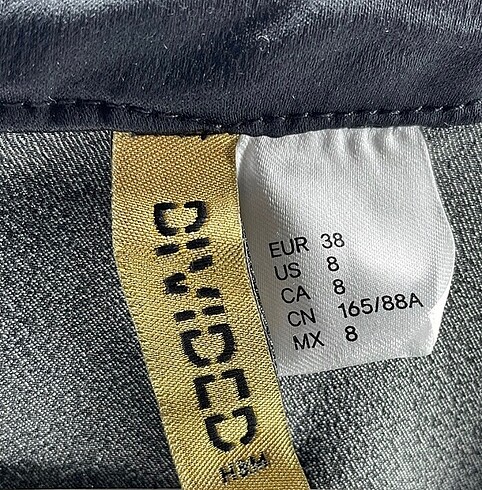 DIVIDED
H&M
EUR 38
US 8
CA 8
CN 165/88A
MX 8